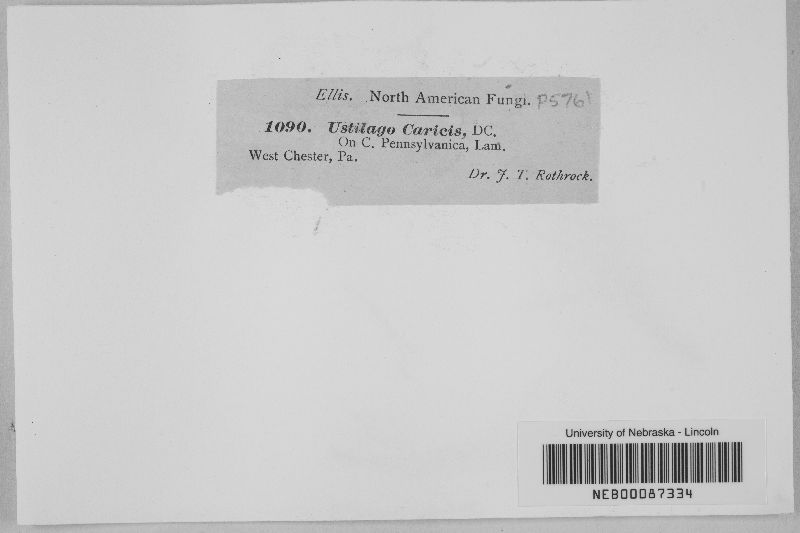 Ellis. North American Fungi. P5761
1090. Ustilago Caricis, DC.
On C. Pennsylvanica, Lam.
West Chester, Pa.
Dr. J. T. Rothrock.
University of Nebraska - Lincoln
NEB00087334